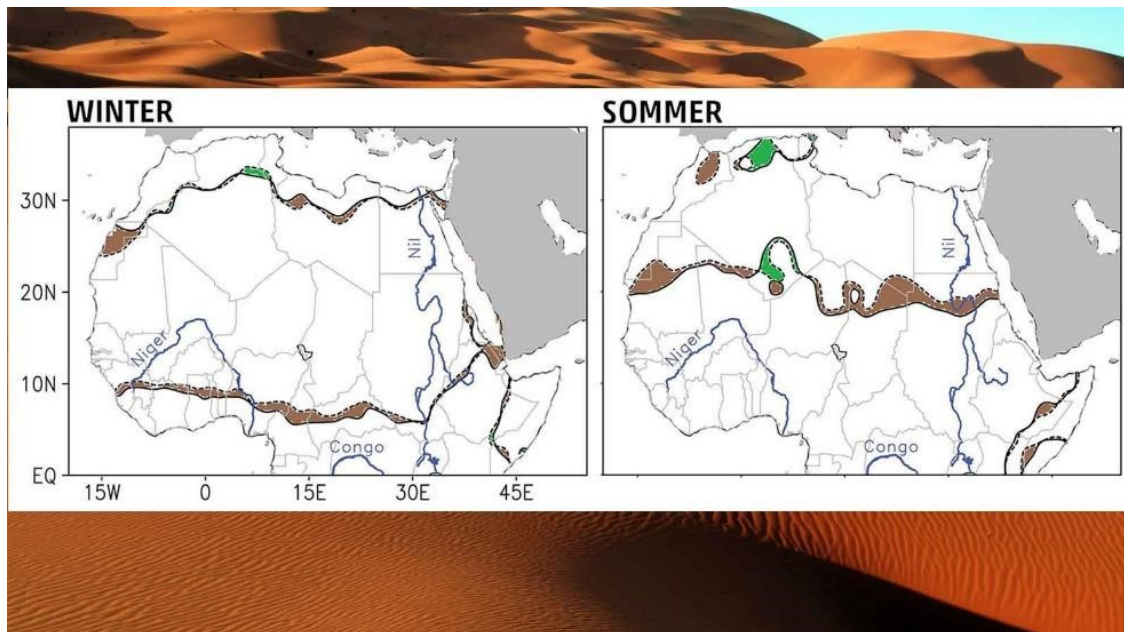 WINTER
SOMMER
30N
20N
10N
EQ
15W 0 15E 30E 45E
Nil
Niger
Congo
Nil
Niger
Congo